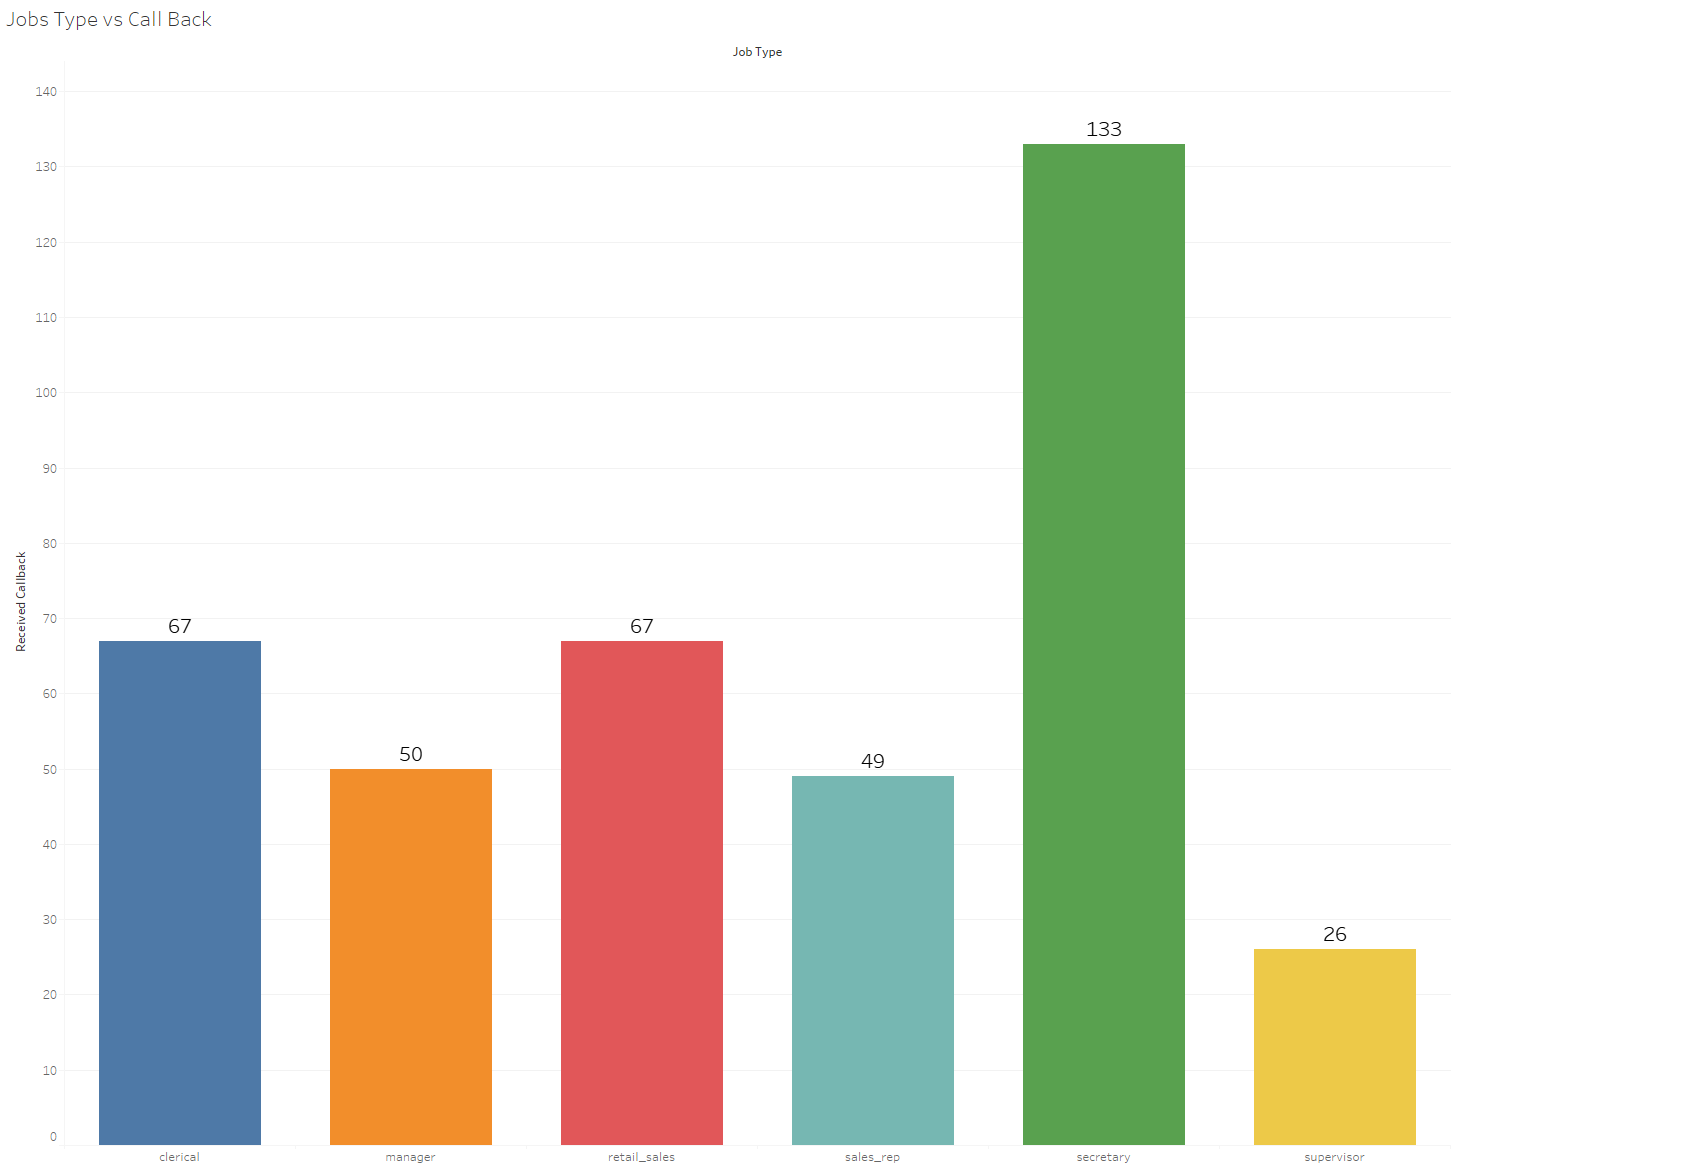 Jobs Type vs Call Back
Job Type
140
130
120
110
100
90
80
70
60
50
40
30
20
10
0
Received Callback
67
50
67
49
133
26
clerical
manager
retail_sales
sales_rep
secretary
supervisor